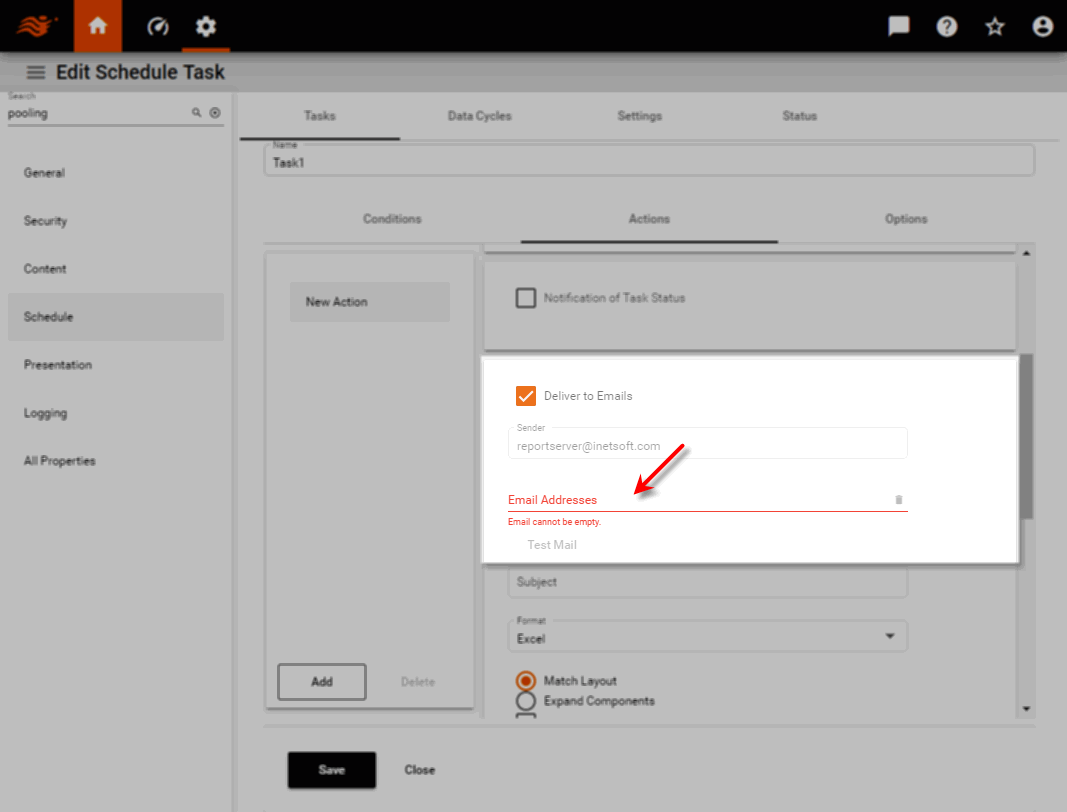 Edit Schedule Task
Search
pooling
General
Security
Content
Schedule
Presentation
Logging
All Properties
Tasks Data Cycles Settings Status
Name
Task1
Conditions Actions Options
New Action
Add Delete
Notification of Task Status
Deliver to Emails
Sender
reportserver@inetsoft.com
Email Addresses
Email cannot be empty.
Test Mail
Subject
Format
Excel
Match Layout
Expand Components
Save Close